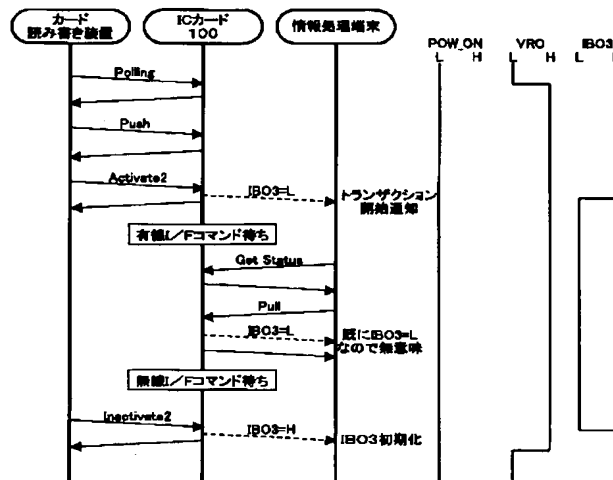 カード
読み書き装置
ICカード
100
情報処理端末
POW_ON
L H
VRO
L H
IBO3
L
Polling
Push
Activate2
IBO3=L
トランザクション
開始通知
有線I/Fコマンド待ち
Get Status
Pull
IBO3=L
既にIBO3=L
なので無意味
無線I/Fコマンド待ち
Inactivate2
IBO3=H
IBO3初期化